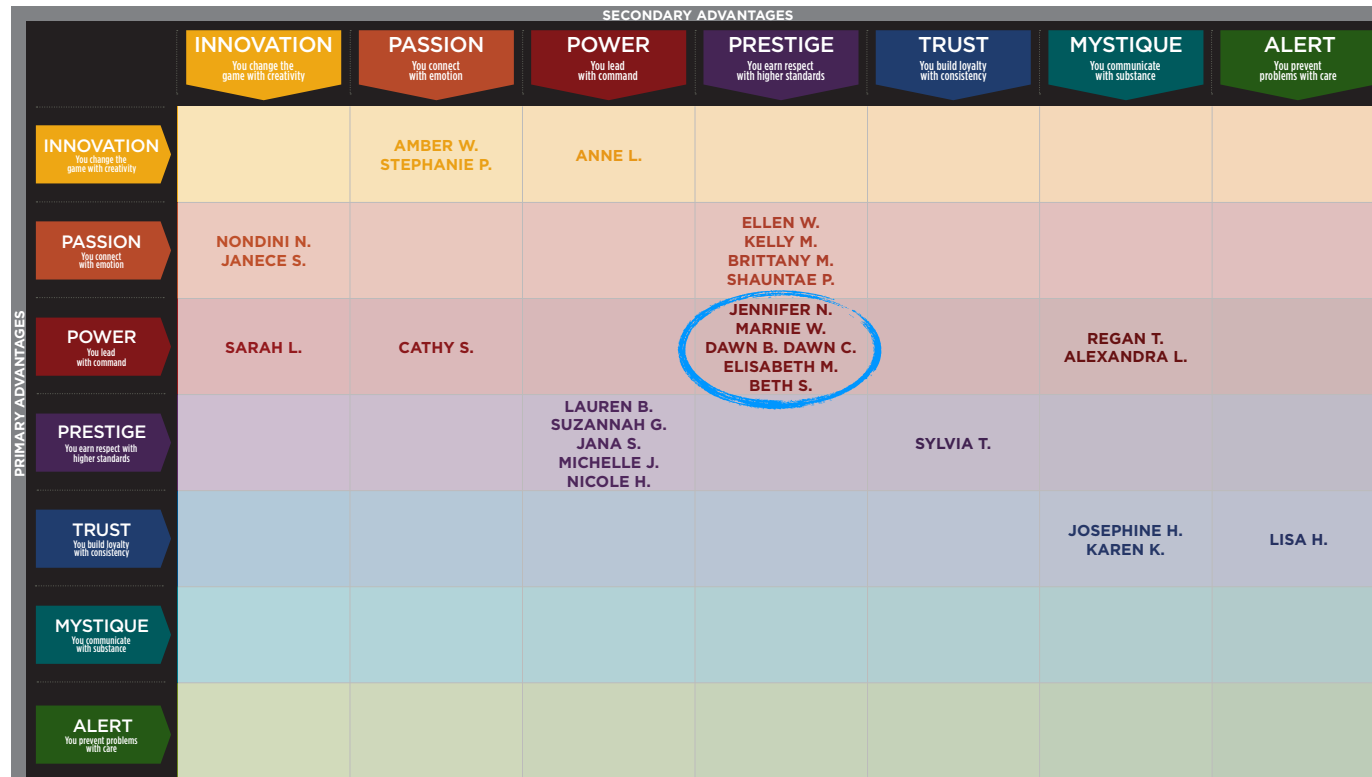 SECONDARY ADVANTAGES
INNOVATION
You change the
game with creativity
PASSION
You connect
with emotion
POWER
You lead
with command
PRESTIGE
You earn respect
with higher standards
TRUST
You build loyalty
with consistency
MYSTIQUE
You communicate
with substance
ALERT
You prevent
problems with care
PRIMARY ADVANTAGES
INNOVATION
You change the
game with creativity
AMBER W.
STEPHANIE P.
ANNE L.
PASSION
You connect
with emotion
NONDINI N.
JANECE S.
ELLEN W.
KELLY M.
BRITTANY M.
SHAUNTAE P.
POWER
You lead
with command
SARAH L.
CATHY S.
JENNIFER N.
MARNIE W.
DAWN B. DAWN C.
ELISABETH M.
BETH S.
REGAN T.
ALEXANDRA L.
PRESTIGE
You earn respect with
higher standards
LAUREN B.
SUZANNAH G.
JANA S.
MICHELLE J.
NICOLE H.
SYLVIA T.
TRUST
You build loyalty
with consistency
JOSEPHINE H.
KAREN K.
LISA H.
MYSTIQUE
You communicate
with substance
ALERT
You prevent problems
with care